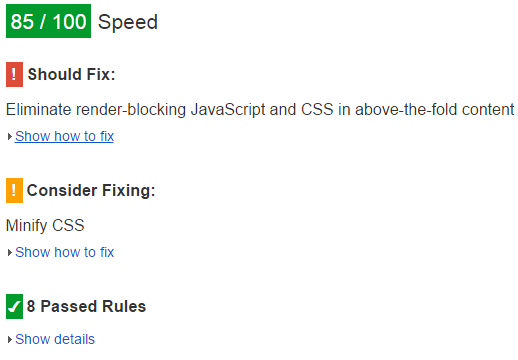 85 / 100 Speed
! Should Fix:
Eliminate render-blocking JavaScript and CSS in above-the-fold content
Show how to fix
! Consider Fixing:
Minify CSS
Show how to fix
✓ 8 Passed Rules
Show details